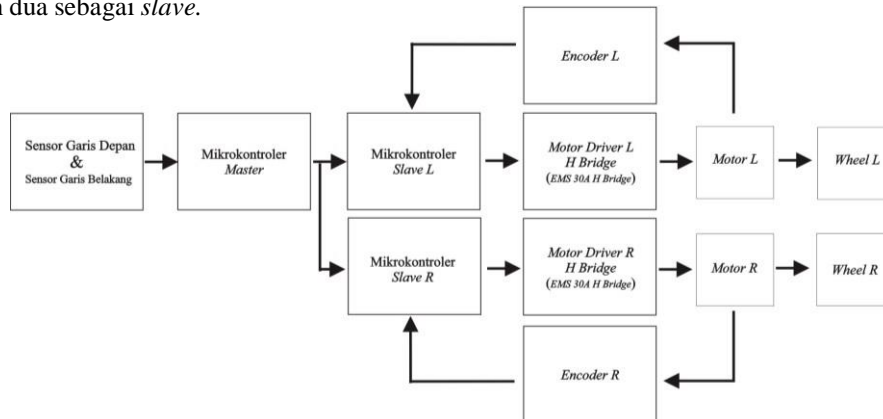 dua sebagai slave.
Encoder L
Sensor Garis Depan
&
Sensor Garis Belakang
Mikrokontroler
Master
Mikrokontroler
Slave L
Motor Driver L
H Bridge
(EMS 30A H Bridge)
Motor L
Wheel L
Mikrokontroler
Slave R
Motor Driver R
H Bridge
(EMS 30A H Bridge)
Motor R
Wheel R
Encoder R